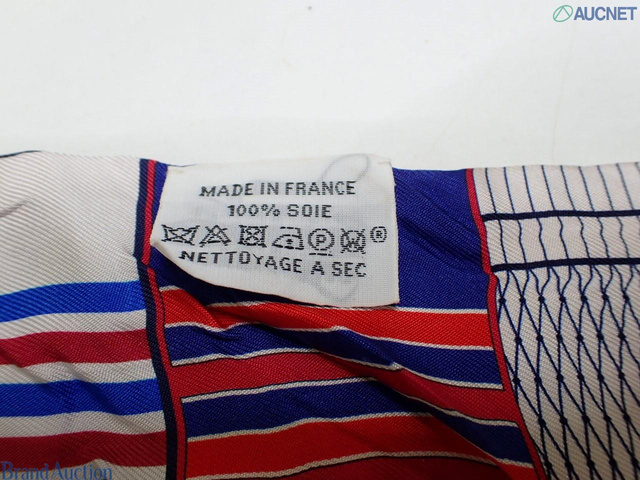 AUCNET
MADE IN FRANCE
100% SOIE
NETTOYAGE A SEC
Brand Auction